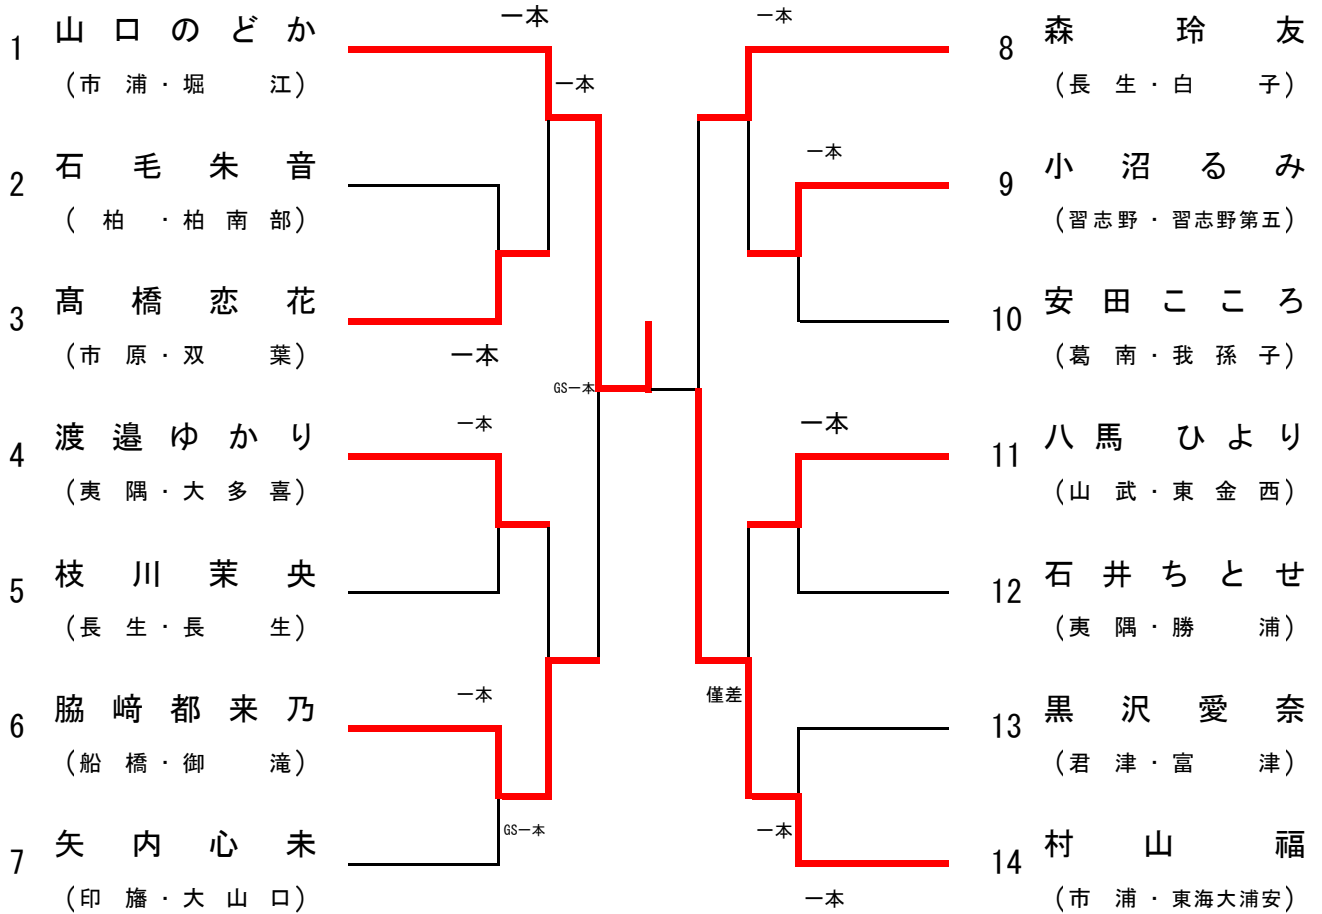 一本
1 山口のどか
(市浦・堀江)
一本
2 石毛朱音
(柏・柏南部)
3 髙橋恋花
(市原・双葉)
一本
GS一本
一本
4 渡邉ゆかり
(夷隅・大多喜)
5 枝川茉央
(長生・長生)
一本
6 脇﨑都来乃
(船橋・御滝)
GS一本
7 矢内心未
(印旛・大山口)
一本
8 森玲友
(長生・白子)
一本
9 小沼るみ
(習志野・習志野第五)
10 安田こころ
(葛南・我孫子)
一本
11 八馬ひより
(山武・東金西)
12 石井ちとせ
(夷隅・勝浦)
僅差
13 黒沢愛奈
(君津・富津)
一本
14 村山福
(市浦・東海大浦安)
一本